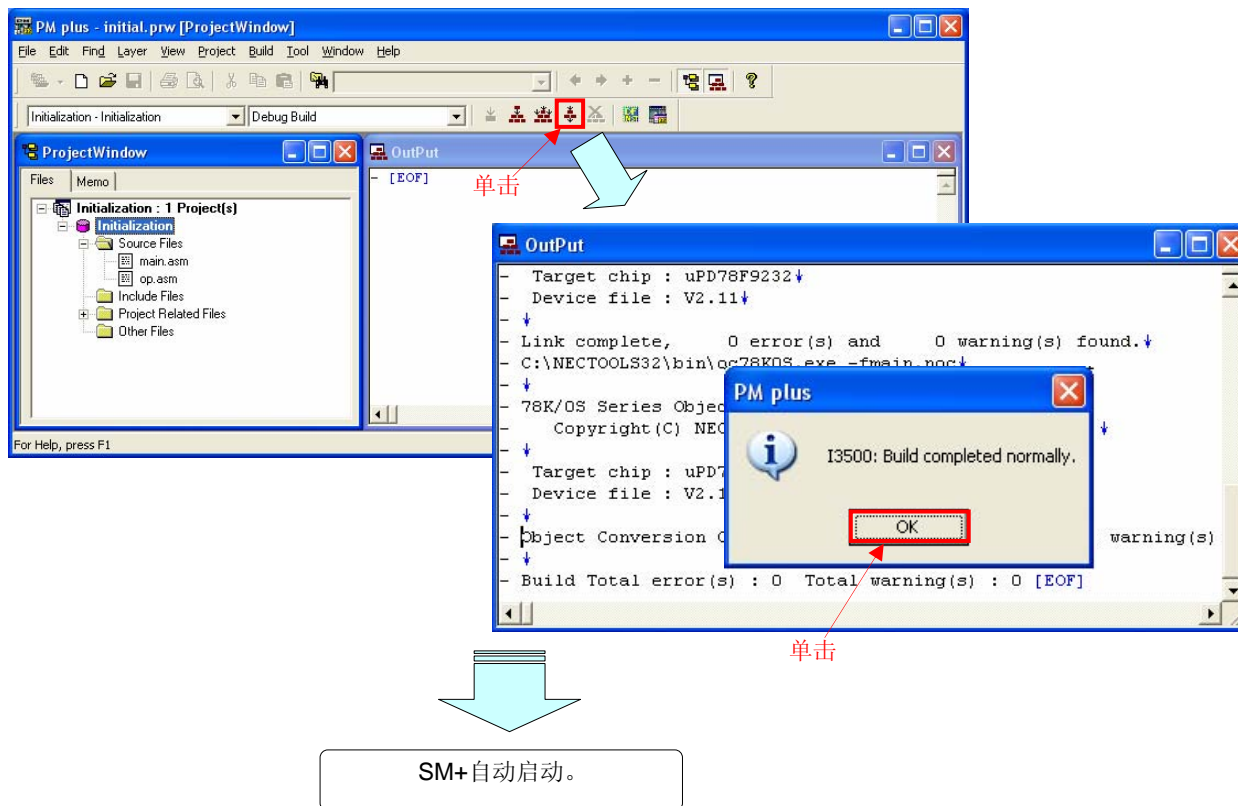 PM plus - initial.prw [ProjectWindow]
File Edit Find Layer View Project Build Tool Window Help
Initialization - Initialization Debug Build
ProjectWindow
Files Memo
Initialization : 1 Project(s)
Initialization
Source Files
main.asm
op.asm
Include Files
Project Related Files
Other Files
For Help, press F1
OutPut
- [EOF]
单击
OutPut
- Target chip : uPD78F9232↓
- Device file : V2.11↓
- ↓
- Link complete, 0 error(s) and 0 warning(s) found.↓
- C:\NECTOOLS32\bin\oc78K0S.exe -fmain.poc↓
- ↓
- 78K/0S Series Objec
- Copyright(C) NEC ↓
- ↓
- Target chip : uPD7
- Device file : V2.1
- ↓
- Object Conversion C warning(s)
- ↓
- Build Total error(s) : 0 Total warning(s) : 0 [EOF]
PM plus
I3500: Build completed normally.
OK
单击
SM+自动启动。